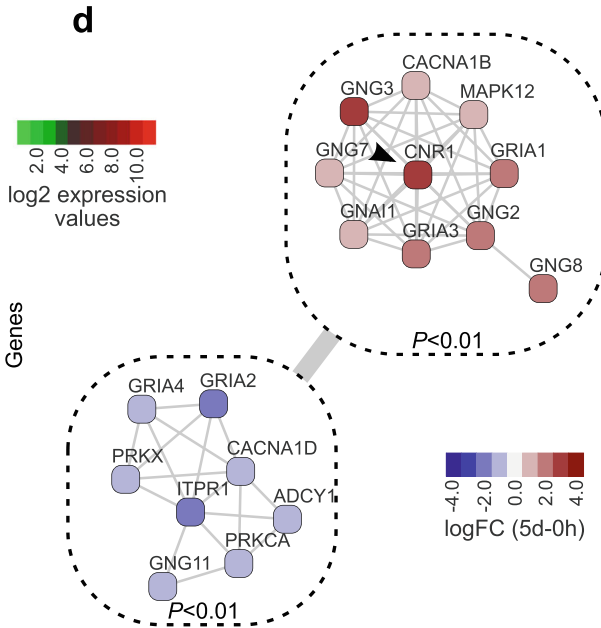 d
CACNA1B
GNG3
MAPK12
GNG7
CNR1
GRIA1
GNAI1
GNG2
GRIA3
GNG8
P<0.01
2.0
4.0
6.0
8.0
10.0
log2 expression
values
Genes
GRIA4
GRIA2
PRKX
CACNA1D
ITPR1
ADCY1
PRKCA
GNG11
P<0.01
-4.0
-2.0
0.0
2.0
4.0
logFC (5d-0h)